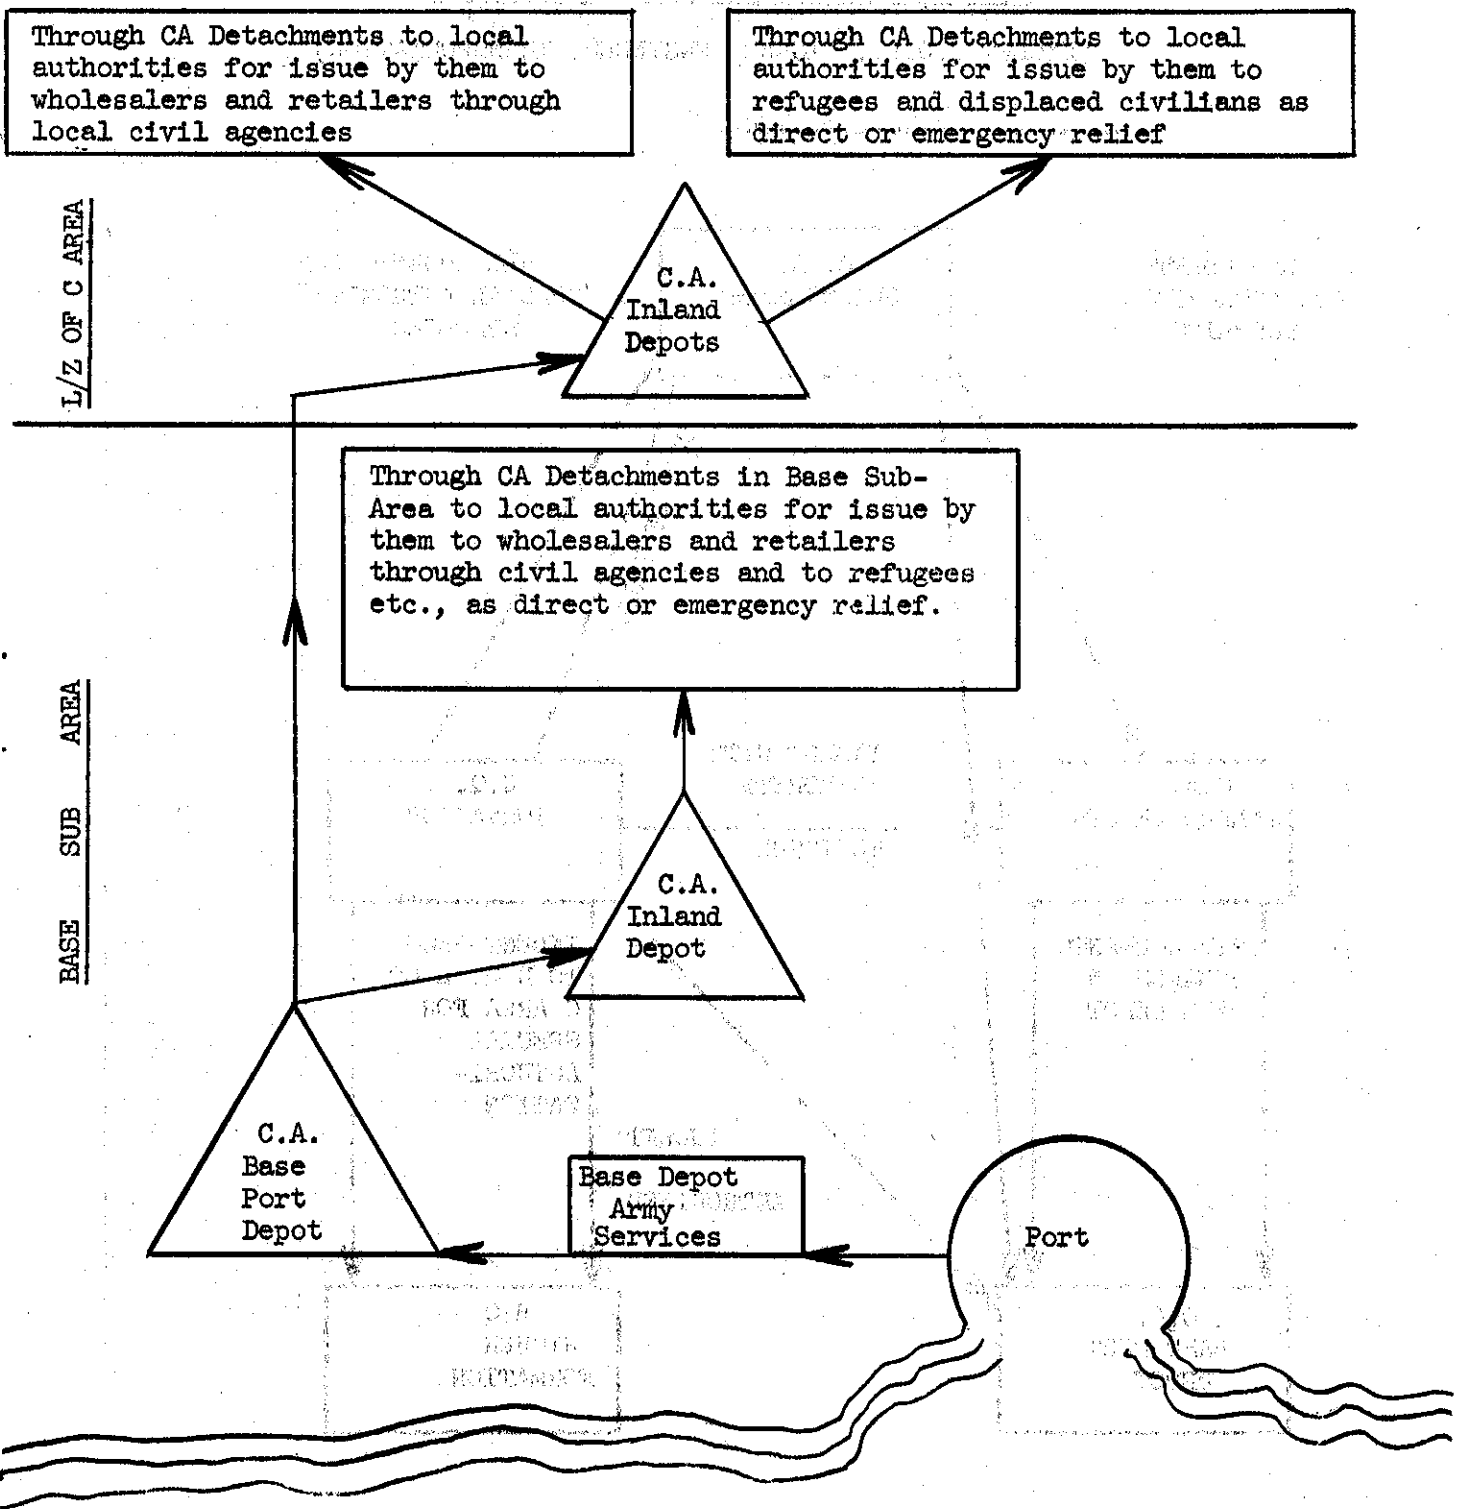 Through CA Detachments to local
authorities for issue by them to
wholesalers and retailers through
local civil agencies
Through CA Detachments to local
authorities for issue by them to
refugees and displaced civilians as
direct or emergency relief
L/Z OF C AREA
C.A.
Inland
Depots
Through CA Detachments in Base Sub-
Area to local authorities for issue by
them to wholesalers and retailers
through civil agencies and to refugees
etc., as direct or emergency relief.
BASE SUB AREA
C.A.
Inland
Depot
C.A.
Base
Port
Depot
Base Depot
Army
Services
Port